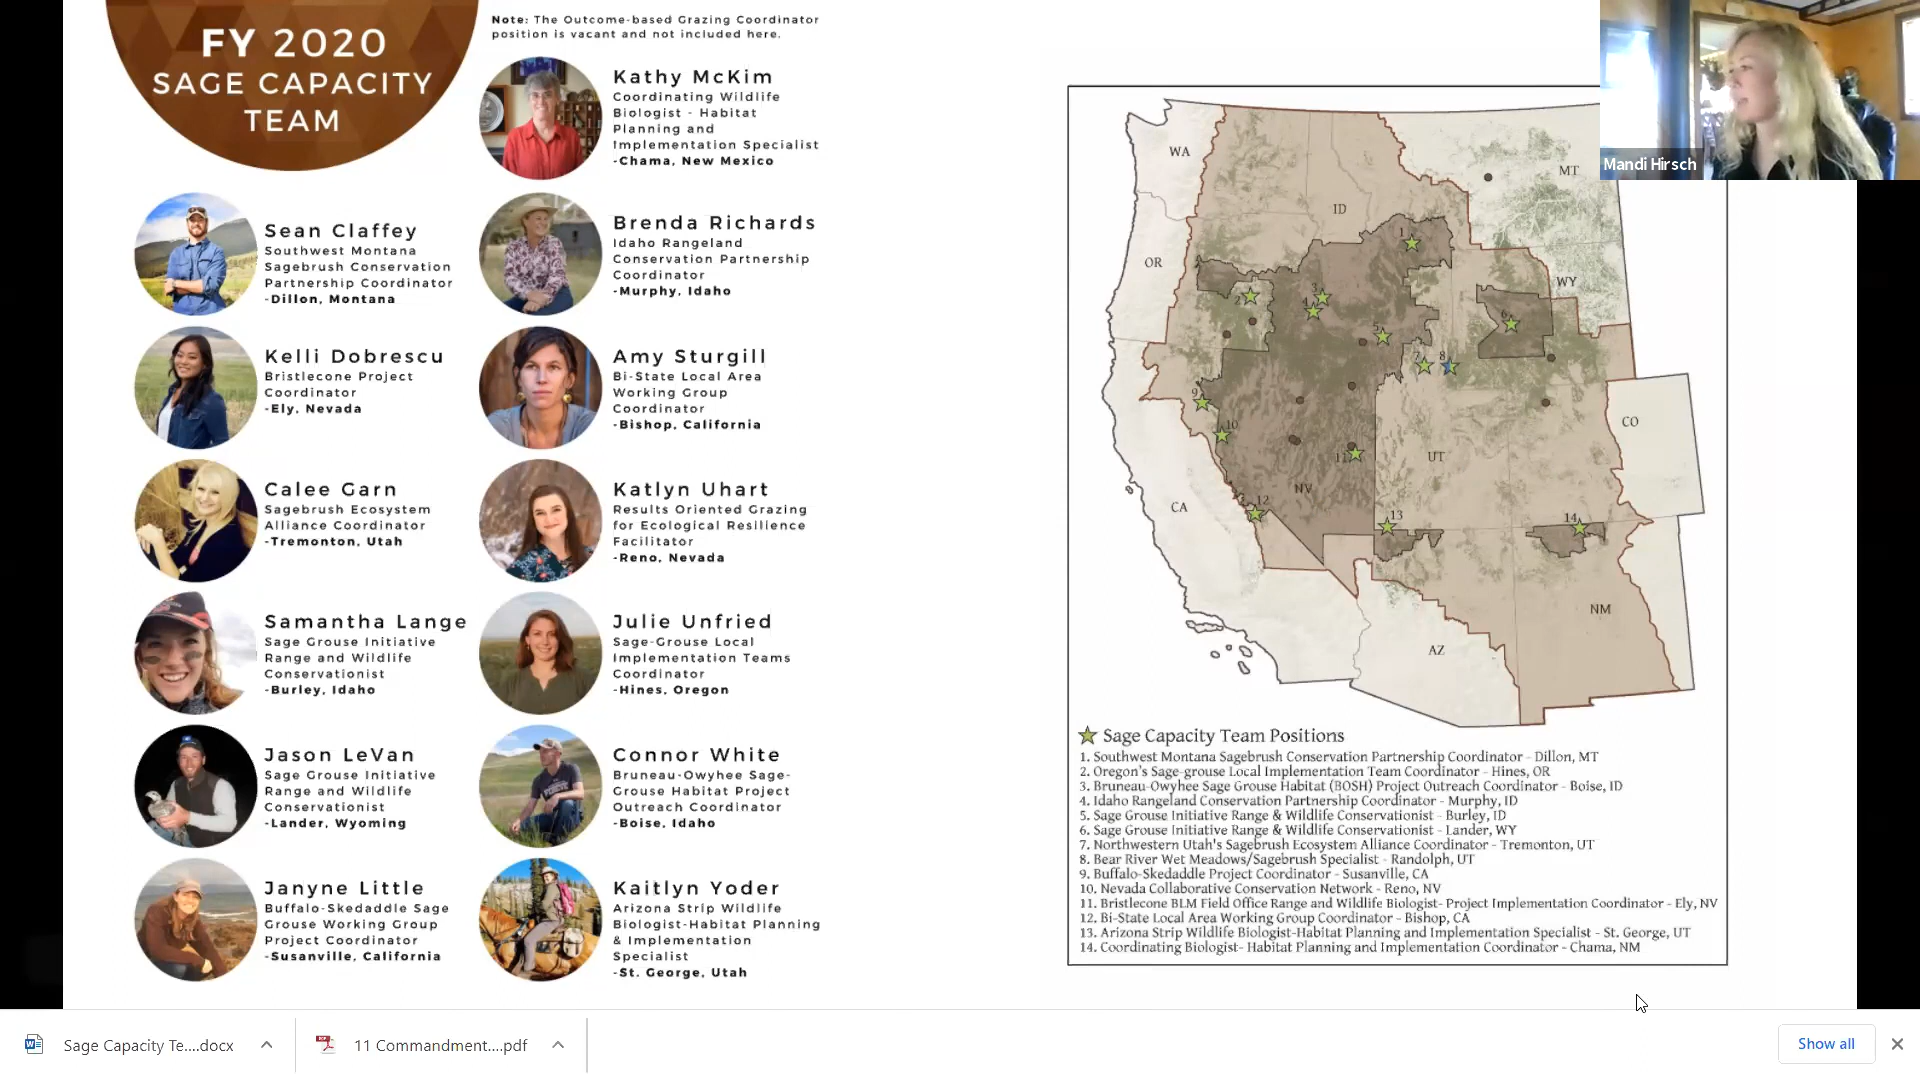 FY 2020
SAGE CAPACITY
TEAM
Note: The Outcome-based Grazing Coordinator
position is vacant and not included here.
Kathy McKim
Coordinating Wildlife
Biologist - Habitat
Planning and
Implementation Specialist
-Chama, New Mexico
Sean Claffey
Southwest Montana
Sagebrush Conservation
Partnership Coordinator
-Dillon, Montana
Brenda Richards
Idaho Rangeland
Conservation Partnership
Coordinator
-Murphy, Idaho
Kelli Dobrescu
Bristlecone Project
Coordinator
-Ely, Nevada
Amy Sturgill
Bi-State Local Area
Working Group
Coordinator
-Bishop, California
Calee Garn
Sagebrush Ecosystem
Alliance Coordinator
-Tremonton, Utah
Katlyn Uhart
Results Oriented Grazing
for Ecological Resilience
Facilitator
-Reno, Nevada
Samantha Lange
Sage Grouse Initiative
Range and Wildlife
Conservationist
-Burley, Idaho
Julie Unfried
Sage-Grouse Local
Implementation Teams
Coordinator
-Hines, Oregon
Jason LeVan
Sage Grouse Initiative
Range and Wildlife
Conservationist
-Lander, Wyoming
Connor White
Bruneau-Owyhee Sage-
Grouse Habitat Project
Outreach Coordinator
-Boise, Idaho
Janyne Little
Buffalo-Skedaddle Sage
Grouse Working Group
Project Coordinator
-Susanville, California
Kaitlyn Yoder
Arizona Strip Wildlife
Biologist-Habitat Planning
& Implementation
Specialist
-St. George, Utah
Mandi Hirsch
WA
MT
ID
1
OR
WY
2
3
4
5
6
7
8
9
10
CO
UT
11
NV
12
CA
13
14
NM
AZ
Sage Capacity Team Positions
1. Southwest Montana Sagebrush Conservation Partnership Coordinator - Dillon, MT
2. Oregon's Sage-grouse Local Implementation Team Coordinator - Hines, OR
3. Bruneau-Owyhee Sage Grouse Habitat (BOSH) Project Outreach Coordinator - Boise, ID
4. Idaho Rangeland Conservation Partnership Coordinator - Murphy, ID
5. Sage Grouse Initiative Range & Wildlife Conservationist - Burley, ID
6. Sage Grouse Initiative Range & Wildlife Conservationist - Lander, WY
7. Northwestern Utah's Sagebrush Ecosystem Alliance Coordinator - Tremonton, UT
8. Bear River Wet Meadows/Sagebrush Specialist - Randolph, UT
9. Buffalo-Skedaddle Project Coordinator - Susanville, CA
10. Nevada Collaborative Conservation Network - Reno, NV
11. Bristlecone BLM Field Office Range and Wildlife Biologist- Project Implementation Coordinator - Ely, NV
12. Bi-State Local Area Working Group Coordinator - Bishop, CA
13. Arizona Strip Wildlife Biologist-Habitat Planning and Implementation Specialist - St. George, UT
14. Coordinating Biologist- Habitat Planning and Implementation Coordinator - Chama, NM
Sage Capacity Te....docx
11 Commandment....pdf
Show all